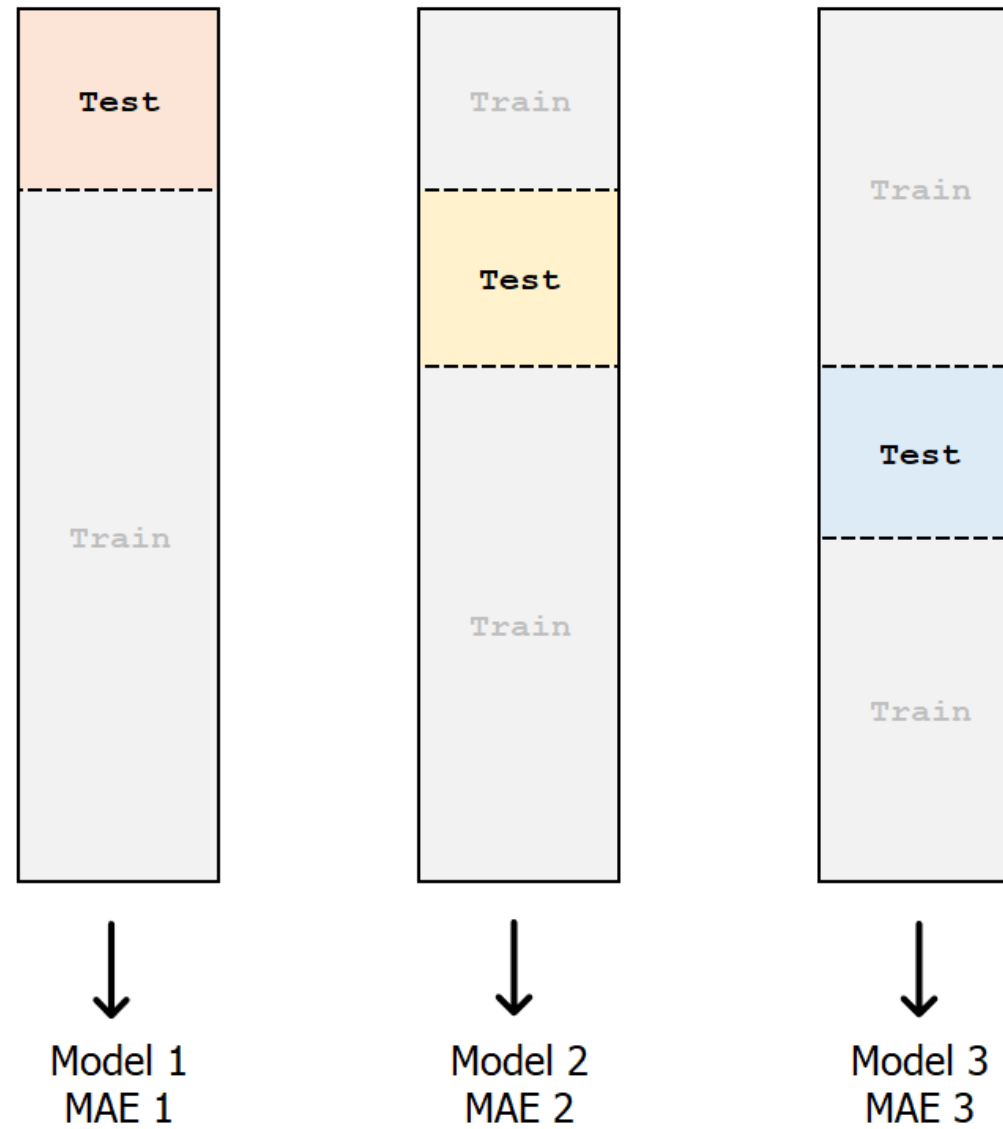 Test
Train
Model 1
MAE 1
Train
Test
Train
Model 2
MAE 2
Train
Test
Train
Model 3
MAE 3